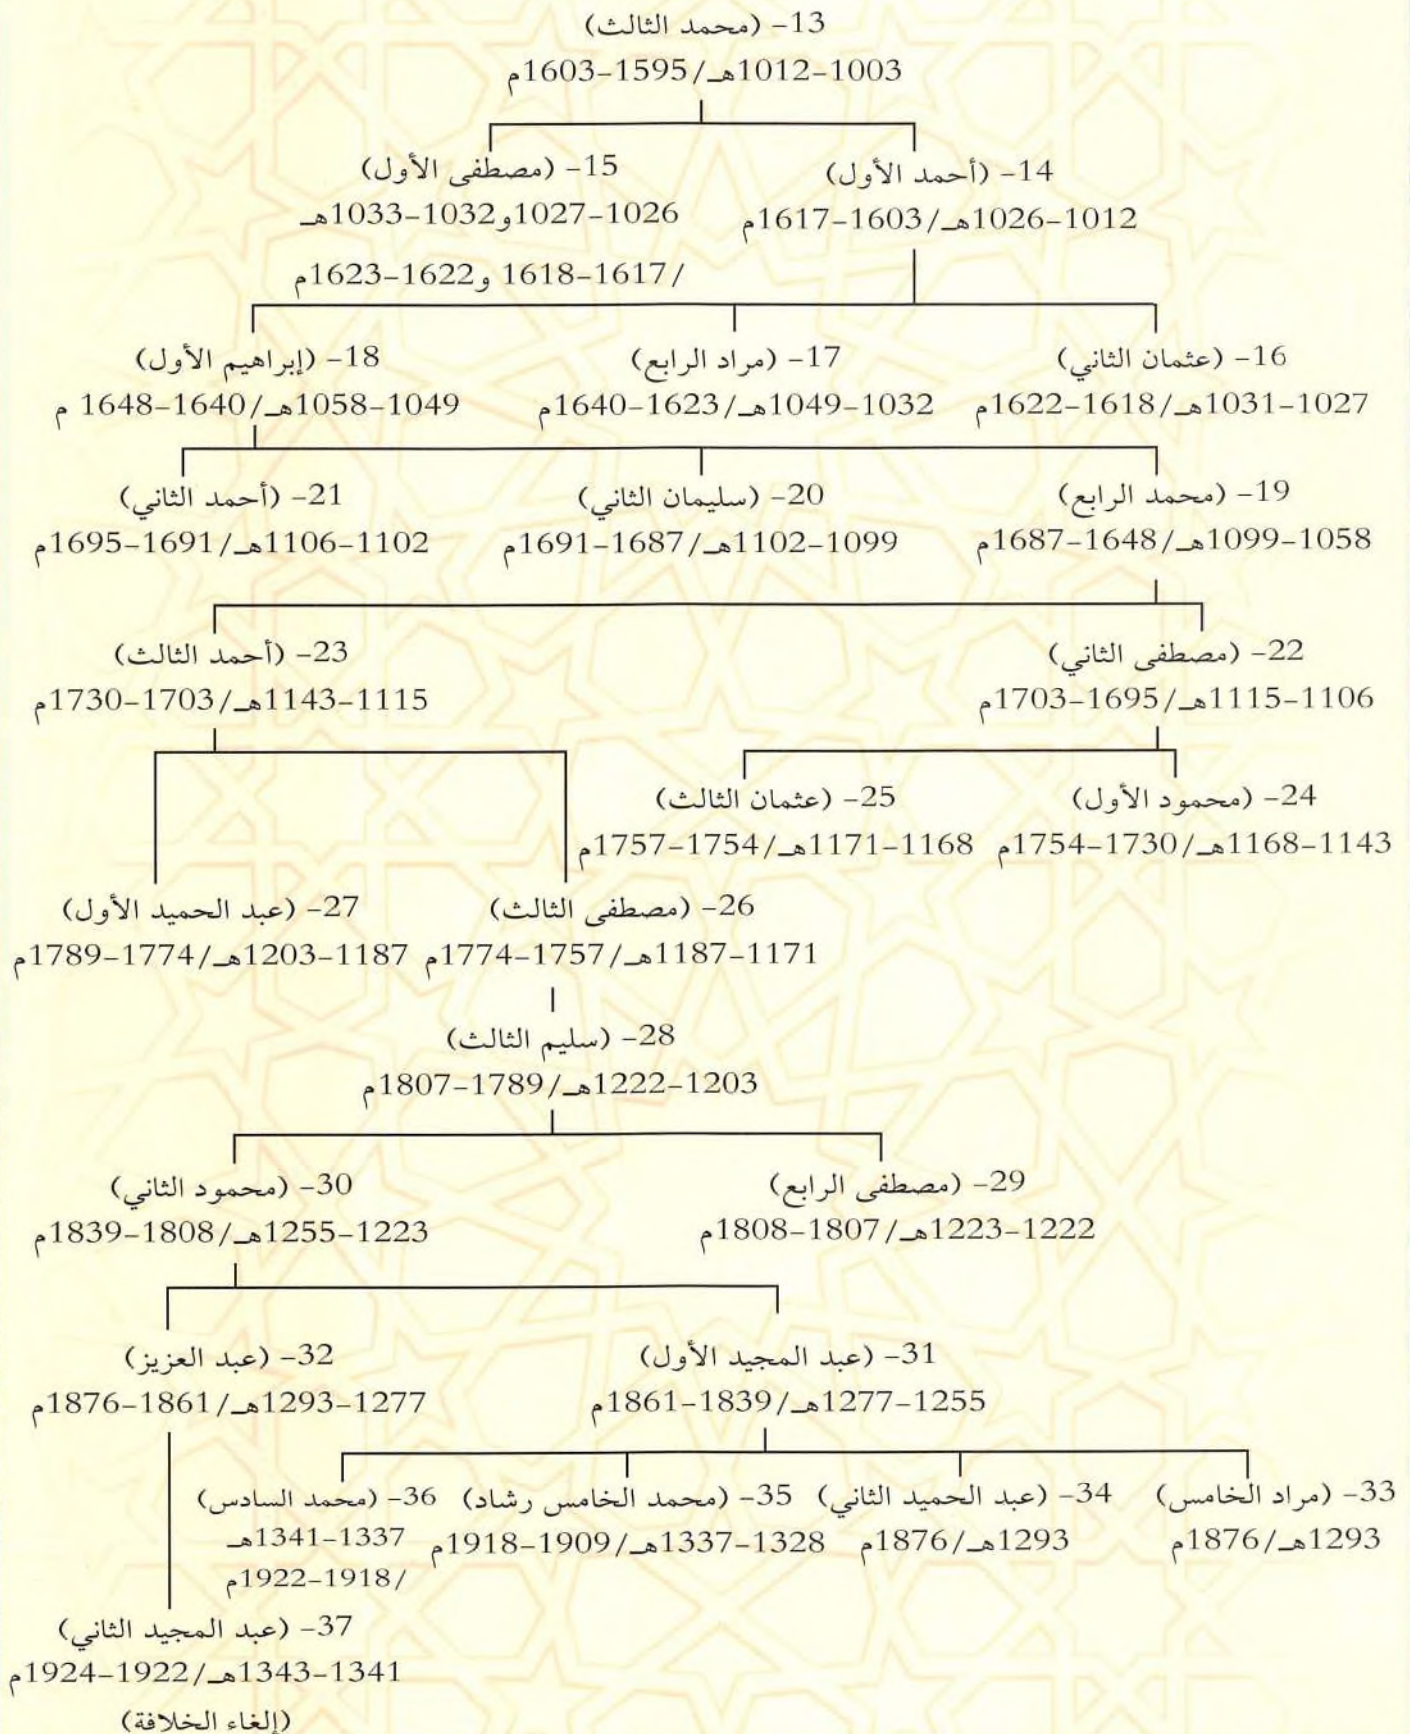 13- (محمد الثالث)
1003-1012هـ/1595-1603م
14- (أحمد الأول)
1012-1026هـ/1603-1617م
15- (مصطفى الأول)
1026-1027و1032-1033هـ
/1617-1618 و1622-1623م
16- (عثمان الثاني)
1027-1031هـ/1618-1622م
17- (مراد الرابع)
1032-1049هـ/1623-1640م
18- (إبراهيم الأول)
1049-1058هـ/1640-1648 م
19- (محمد الرابع)
1058-1099هـ/1648-1687م
20- (سليمان الثاني)
1099-1102هـ/1687-1691م
21- (أحمد الثاني)
1102-1106هـ/1691-1695م
22- (مصطفى الثاني)
1106-1115هـ/1695-1703م
23- (أحمد الثالث)
1115-1143هـ/1703-1730م
24- (محمود الأول)
1143-1168هـ/1730-1754م
25- (عثمان الثالث)
1168-1171هـ/1754-1757م
26- (مصطفى الثالث)
1171-1187هـ/1757-1774م
27- (عبد الحميد الأول)
1187-1203هـ/1774-1789م
28- (سليم الثالث)
1203-1222هـ/1789-1807م
29- (مصطفى الرابع)
1222-1223هـ/1807-1808م
30- (محمود الثاني)
1223-1255هـ/1808-1839م
31- (عبد المجيد الأول)
1255-1277هـ/1839-1861م
32- (عبد العزيز)
1277-1293هـ/1861-1876م
33- (مراد الخامس)
1293هـ/1876م
34- (عبد الحميد الثاني)
1293هـ/1876م
35- (محمد الخامس رشاد)
1328-1337هـ/1909-1918م
36- (محمد السادس)
1337-1341هـ
/1918-1922م
37- (عبد المجيد الثاني)
1341-1343هـ/1922-1924م
(إلغاء الخلافة)